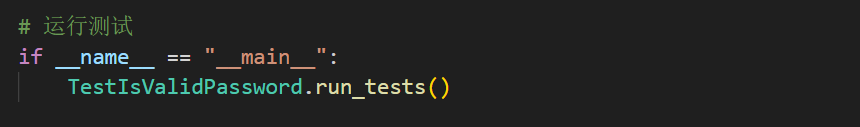 # 运行测试
if __name__ == "__main__":
    TestIsValidPassword.run_tests()